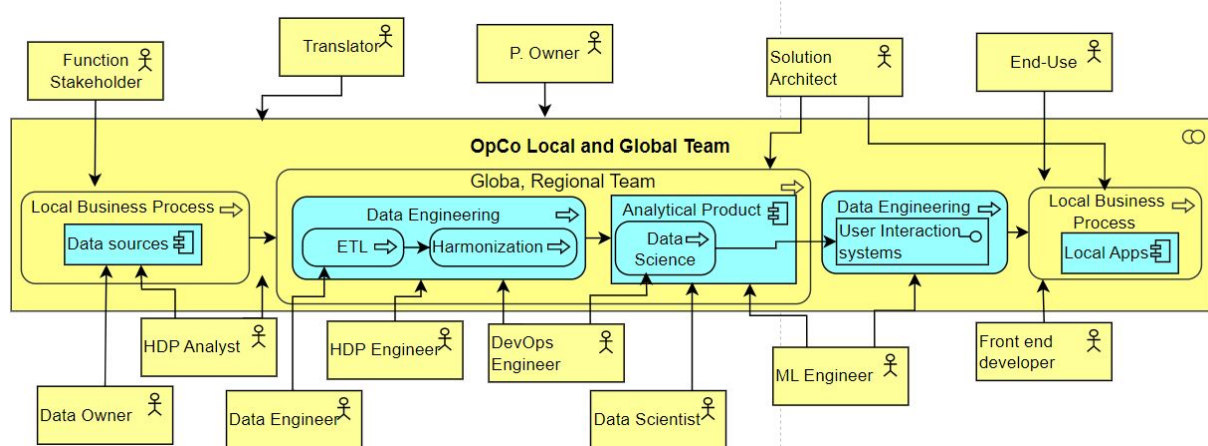 Function
Stakeholder
Translator
P. Owner
Solution
Architect
End-Use
OpCo Local and Global Team
Globa, Regional Team
Local Business Process
Data sources
Data Engineering
ETL
Harmonization
Analytical Product
Data
Science
Data Engineering
User Interaction
systems
Local Business
Process
Local Apps
HDP Analyst
HDP Engineer
DevOps
Engineer
ML Engineer
Front end
developer
Data Owner
Data Engineer
Data Scientist